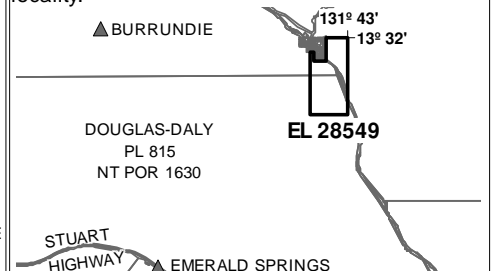 locality.
131º 43'
▲ BURRUNDIE
13º 32'
EL 28549
DOUGLAS-DALY
PL 815
NT POR 1630
STUART
HIGHWAY
▲ EMERALD SPRINGS